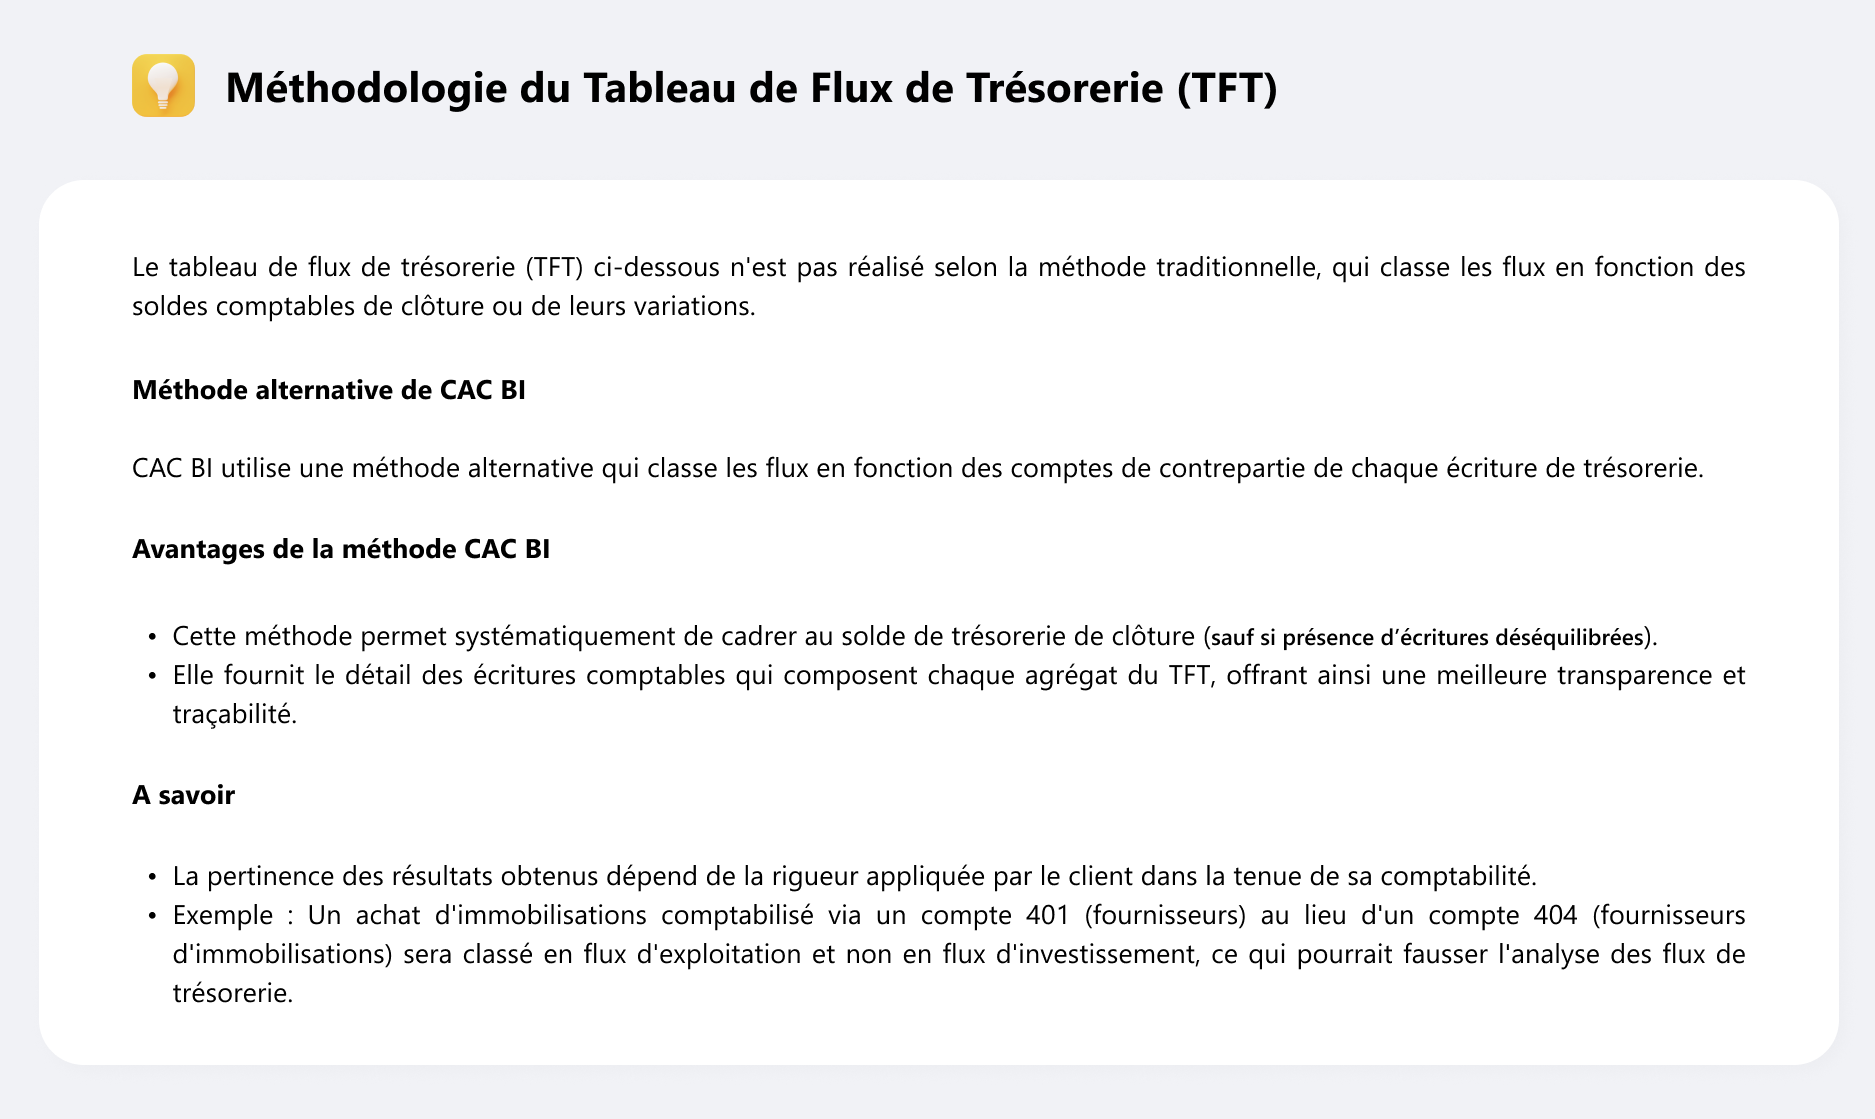 Méthodologie du Tableau de Flux de Trésorerie (TFT)
Le tableau de flux de trésorerie (TFT) ci-dessous n'est pas réalisé selon la méthode traditionnelle, qui classe les flux en fonction des
soldes comptables de clôture ou de leurs variations.
Méthode alternative de CAC BI
CAC BI utilise une méthode alternative qui classe les flux en fonction des comptes de contrepartie de chaque écriture de trésorerie.
Avantages de la méthode CAC BI
• Cette méthode permet systématiquement de cadrer au solde de trésorerie de clôture (sauf si présence d’écritures déséquilibrées).
• Elle fournit le détail des écritures comptables qui composent chaque agrégat du TFT, offrant ainsi une meilleure transparence et
traçabilité.
A savoir
• La pertinence des résultats obtenus dépend de la rigueur appliquée par le client dans la tenue de sa comptabilité.
• Exemple : Un achat d'immobilisations comptabilisé via un compte 401 (fournisseurs) au lieu d'un compte 404 (fournisseurs
d'immobilisations) sera classé en flux d'exploitation et non en flux d'investissement, ce qui pourrait fausser l'analyse des flux de
trésorerie.